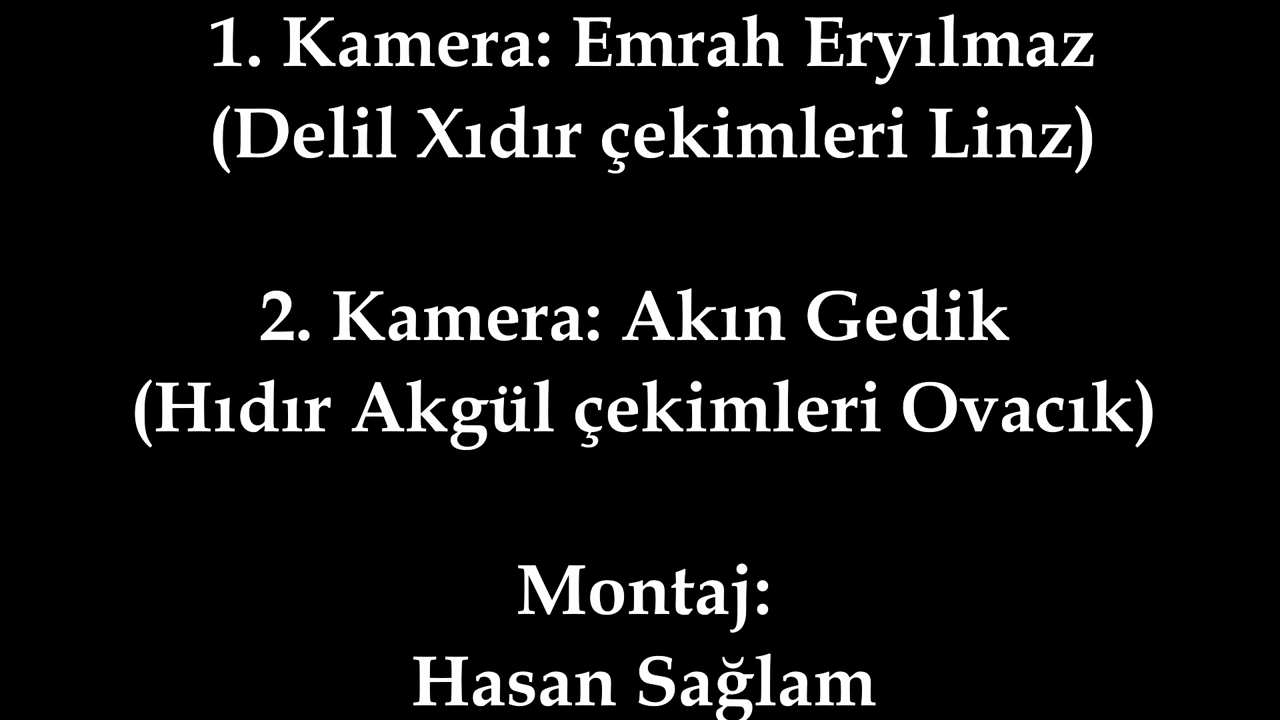 1. Kamera: Emrah Eryılmaz
(Delil Xıdır çekimleri Linz)
2. Kamera: Akın Gedik
(Hıdır Akgül çekimleri Ovacık)
Montaj:
Hasan Sağlam